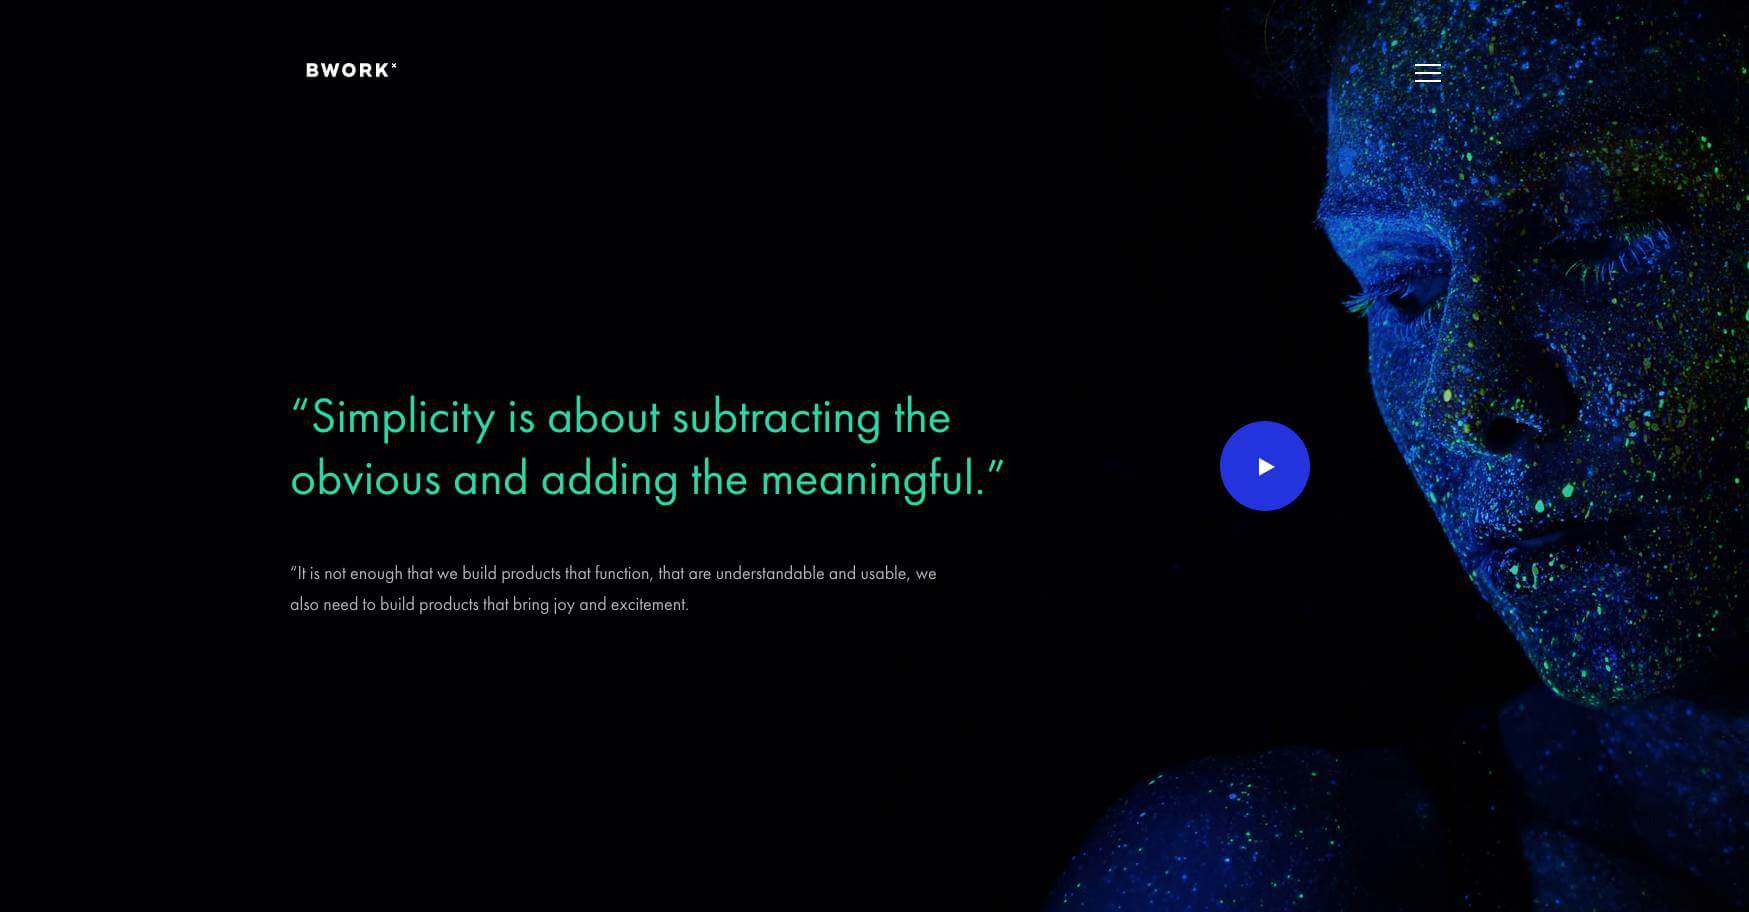 BWORK×
“Simplicity is about subtracting the
obvious and adding the meaningful.”
“It is not enough that we build products that function, that are understandable and usable, we
also need to build products that bring joy and excitement.